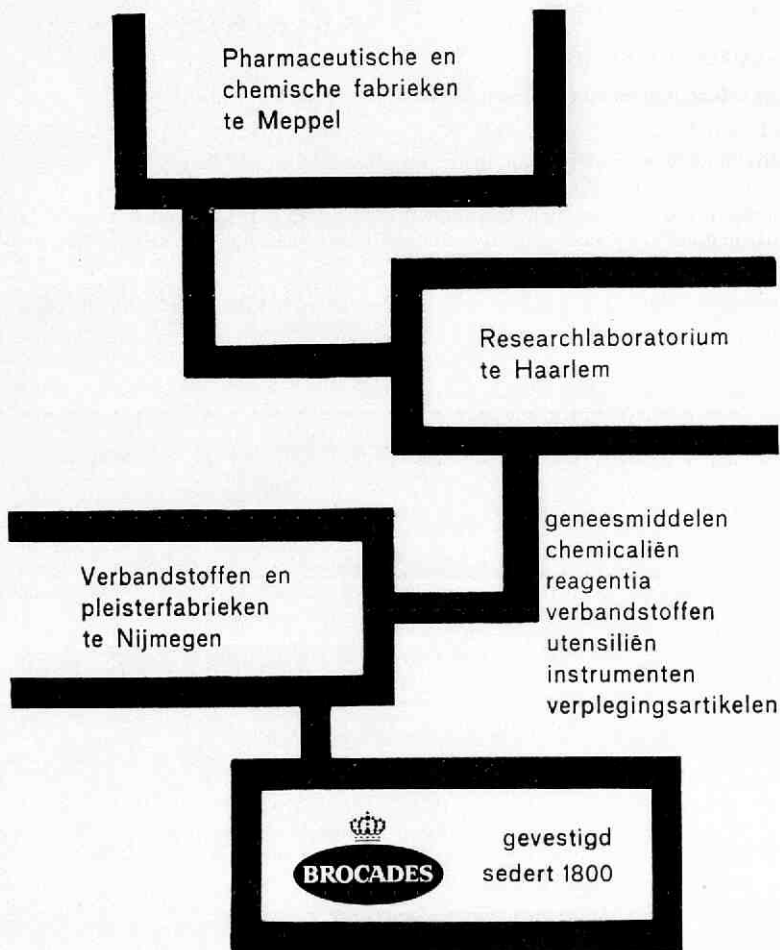 Pharmaceutische en
chemische fabrieken
te Meppel
Researchlaboratorium
te Haarlem
geneesmiddelen
chemicaliën
reagentia
verbandstoffen
utensiliën
instrumenten
verplegingsartikelen
Verbandstoffen en
pleisterfabrieken
te Nijmegen
BROCADES
gevestigd
sedert 1800